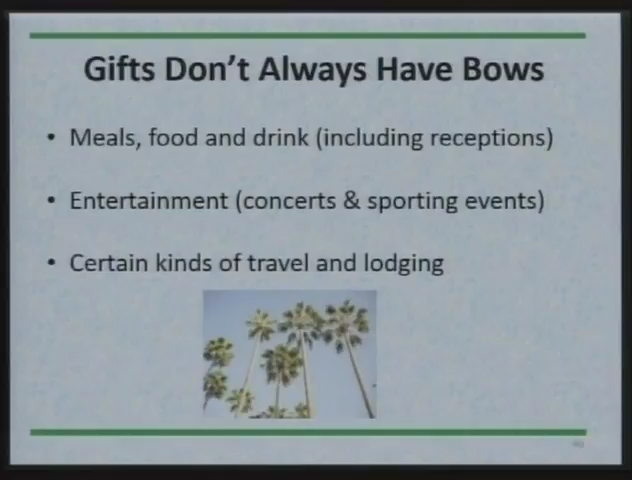 Gifts Don't Always Have Bows
• Meals, food and drink (including receptions)
• Entertainment (concerts & sporting events)
• Certain kinds of travel and lodging